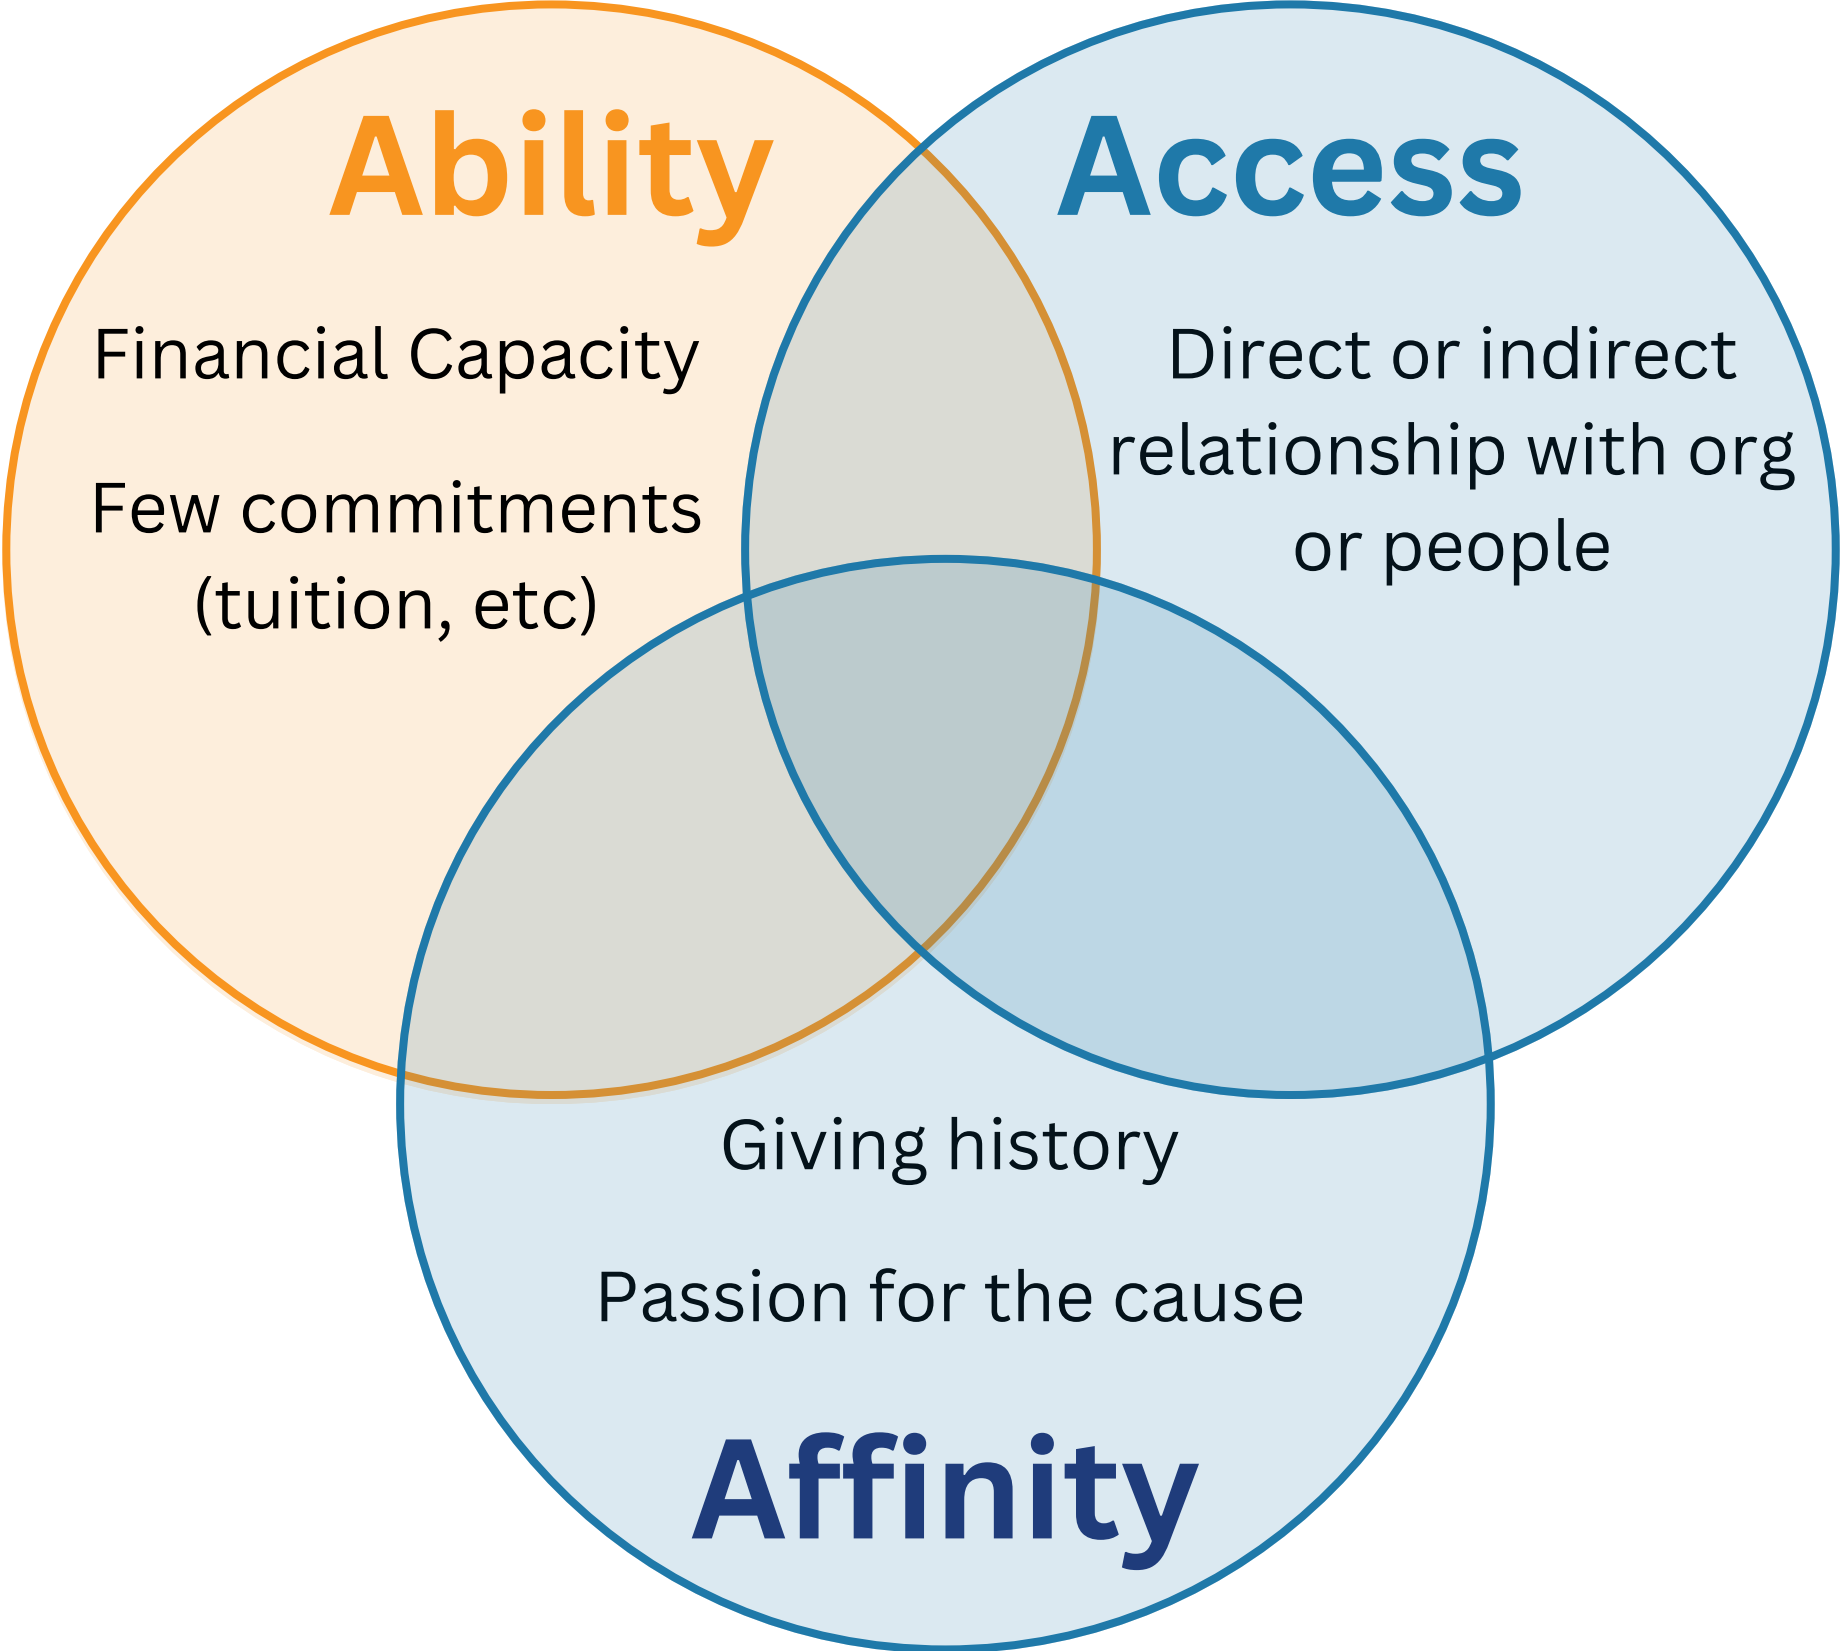 Ability
Financial Capacity
Few commitments
(tuition, etc)
Access
Direct or indirect
relationship with org
or people
Giving history
Passion for the cause
Affinity